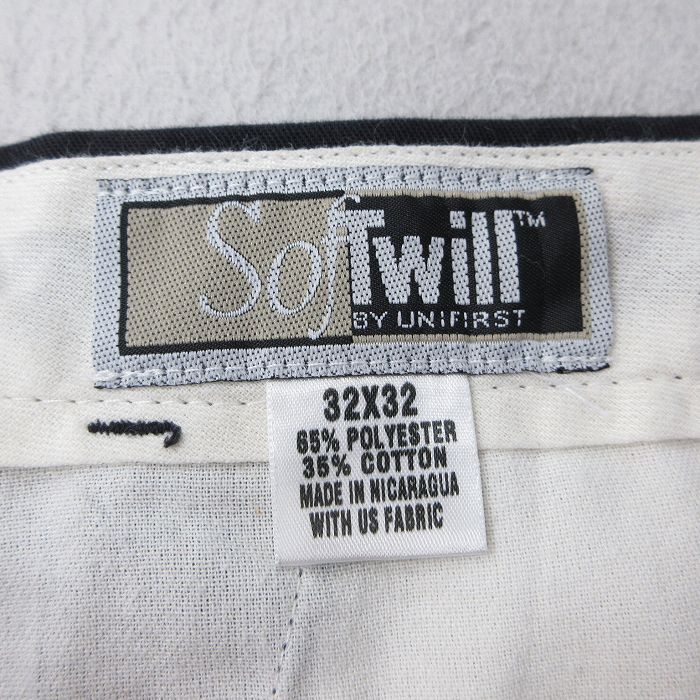 SofTwill™
BY UNIFIRST
32X32
65% POLYESTER
35% COTTON
MADE IN NICARAGUA
WITH US FABRIC